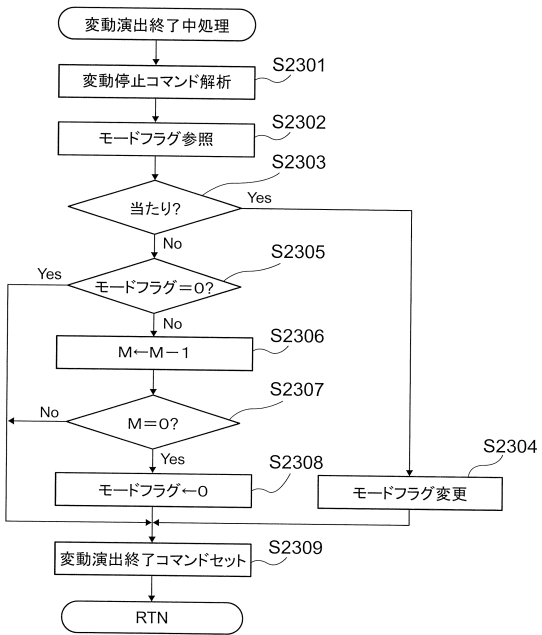 変動演出終了中処理
S2301
変動停止コマンド解析
S2302
モードフラグ参照
S2303
当たり?
Yes
No
S2305
Yes
モードフラグ=0?
No
S2306
M←M-1
S2307
No
M=0?
Yes
S2308
モードフラグ←0
S2304
モードフラグ変更
S2309
変動演出終了コマンドセット
RTN